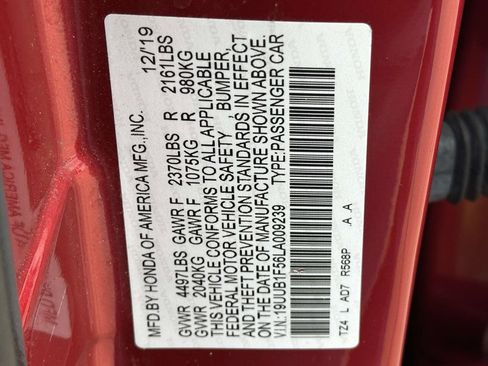 MFD.BY HONDA OF AMERICA MFG.,INC. 12/'19
GVWR 4497LBS GAWR F 2370LBS R 2161LBS
GVWR 2040KG GAWR F 1075KG R 980KG
THIS VEHICLE CONFORMS TO ALL APPLICABLE
FEDERAL MOTOR VEHICLE SAFETY , BUMPER,
AND THEFT PREVENTION STANDARDS IN EFFECT
ON THE DATE OF MANUFACTURE SHOWN ABOVE.
V.I.N.:19UUB1F56LA009239 TYPE:PASSENGER CAR
TZ4 L AD7 R568P A A